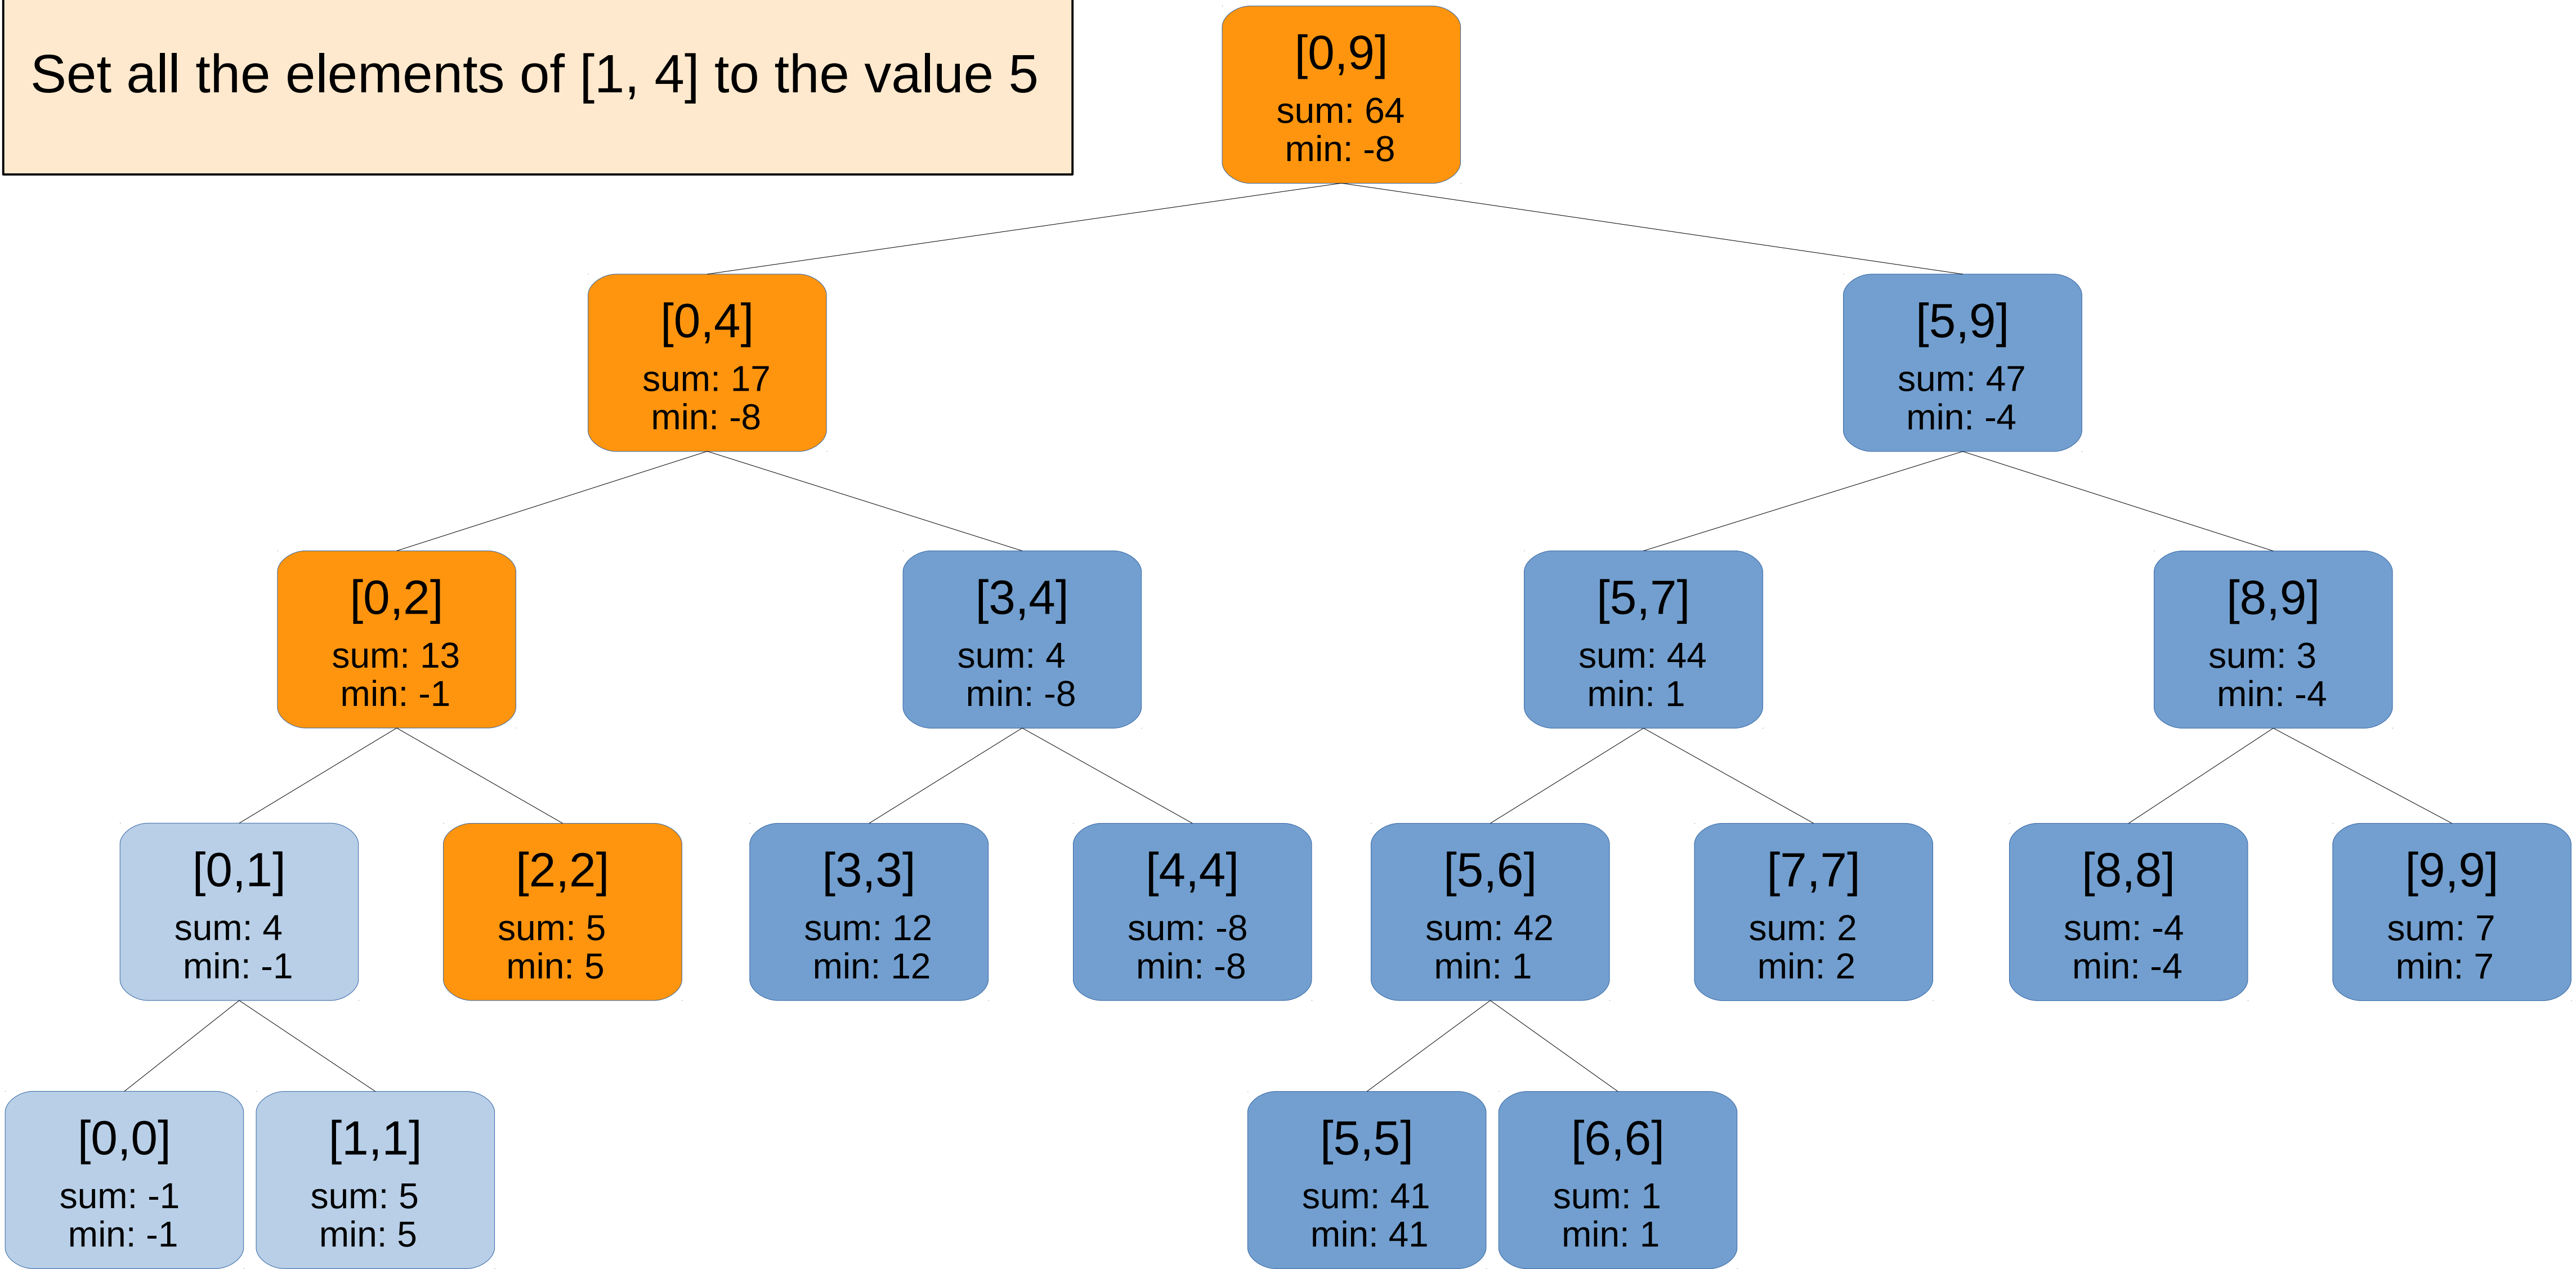 Set all the elements of [1, 4] to the value 5
[0,9]
sum: 64
min: -8
[0,4]
sum: 17
min: -8
[5,9]
sum: 47
min: -4
[0,2]
sum: 13
min: -1
[3,4]
sum: 4
min: -8
[5,7]
sum: 44
min: 1
[8,9]
sum: 3
min: -4
[0,1]
sum: 4
min: -1
[2,2]
sum: 5
min: 5
[3,3]
sum: 12
min: 12
[4,4]
sum: -8
min: -8
[5,6]
sum: 42
min: 1
[7,7]
sum: 2
min: 2
[8,8]
sum: -4
min: -4
[9,9]
sum: 7
min: 7
[0,0]
sum: -1
min: -1
[1,1]
sum: 5
min: 5
[5,5]
sum: 41
min: 41
[6,6]
sum: 1
min: 1